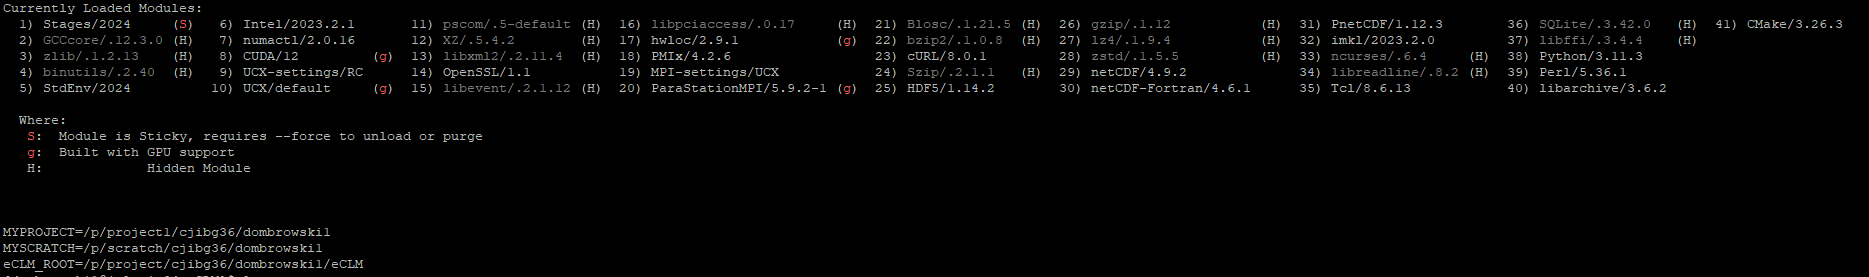 Currently Loaded Modules:
1) Stages/2024 (S) 6) Intel/2023.2.1 11) pscom/.5-default (H) 16) libpciaccess/.0.17 (H) 21) Blosc/.1.21.5 (H) 26) gzip/.1.12 (H) 31) PnetCDF/1.12.3 36) SQLite/.3.42.0 (H) 41) CMake/3.26.3
2) GCCcore/.12.3.0 (H) 7) numactl/2.0.16 12) XZ/.5.4.2 (H) 17) hwloc/2.9.1 (g) 22) bzip2/.1.0.8 (H) 27) lz4/.1.9.4 (H) 32) imkl/2023.2.0 37) libffi/.3.4.4 (H)
3) zlib/.1.2.13 (H) 8) CUDA/12 (g) 13) libxml2/.2.11.4 (H) 18) PMIx/4.2.6 23) cURL/8.0.1 28) zstd/.1.5.5 (H) 33) ncurses/.6.4 (H) 38) Python/3.11.3
4) binutils/.2.40 (H) 9) UCX-settings/RC 14) OpenSSL/1.1 19) MPI-settings/UCX 24) Szip/.2.1.1 (H) 29) netCDF/4.9.2 34) libreadline/.8.2 (H) 39) Perl/5.36.1
5) StdEnv/2024 10) UCX/default (g) 15) libevent/.2.1.12 (H) 20) ParaStationMPI/5.9.2-1 (g) 25) HDF5/1.14.2 30) netCDF-Fortran/4.6.1 35) Tcl/8.6.13 40) libarchive/3.6.2
Where:
S: Module is Sticky, requires --force to unload or purge
g: Built with GPU support
H: Hidden Module
MYPROJECT=/p/project1/cjibg36/dombrowski1
MYSCRATCH=/p/scratch/cjibg36/dombrowski1
eCLM_ROOT=/p/project/cjibg36/dombrowski1/eCLM